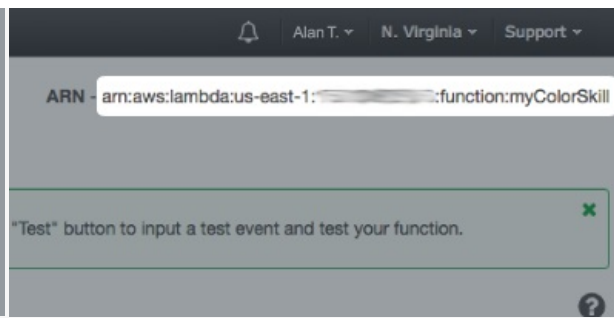 Alan T. N. Virginia Support
ARN - arn:aws:lambda:us-east-1: :function:myColorSkill
"Test" button to input a test event and test your function.